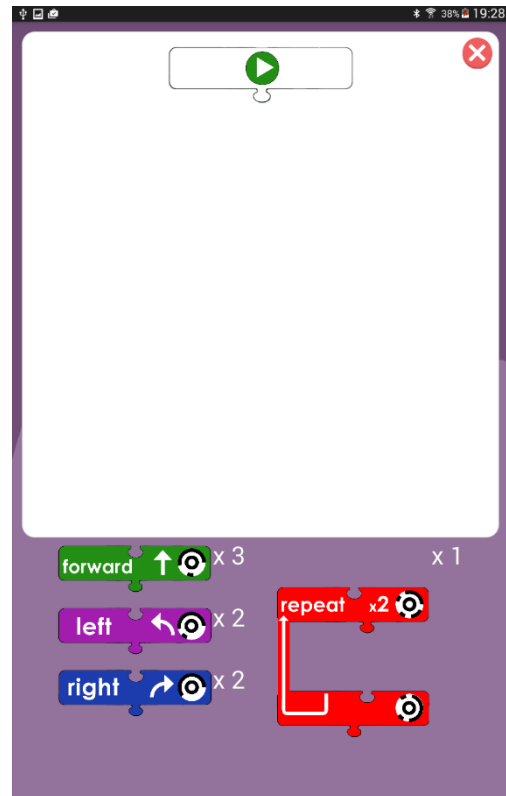 38% 19:28
forward x 3
x 1
repeat x2
left x 2
right x 2